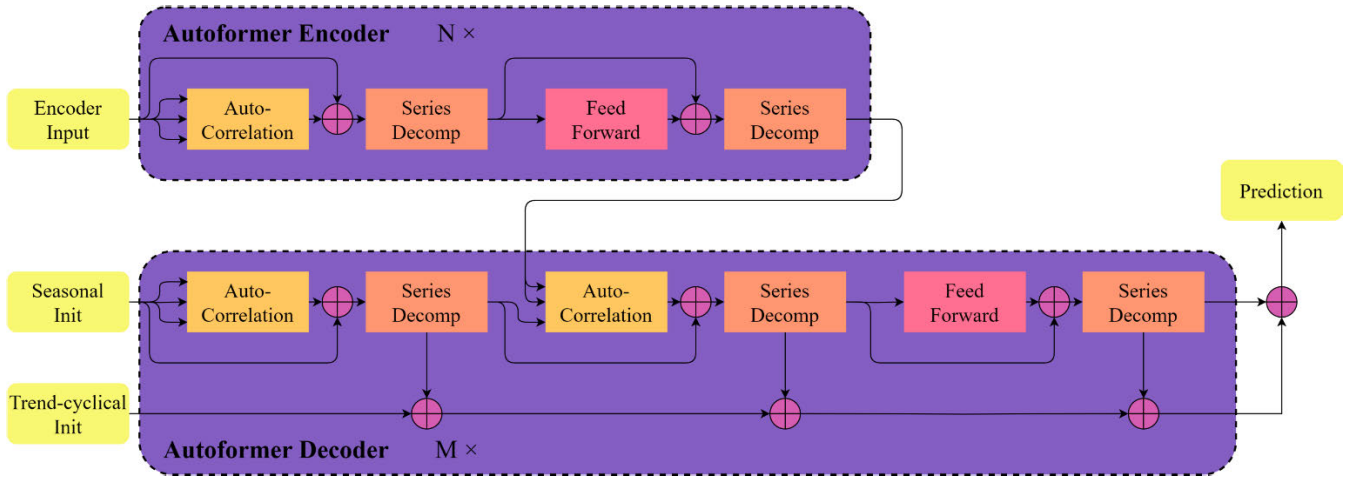 Autoformer Encoder N ×
Encoder
Input
Auto-
Correlation
Series
Decomp
Feed
Forward
Series
Decomp
Prediction
Seasonal
Init
Auto-
Correlation
Series
Decomp
Auto-
Correlation
Series
Decomp
Feed
Forward
Series
Decomp
Trend-cyclical
Init
Autoformer Decoder M ×